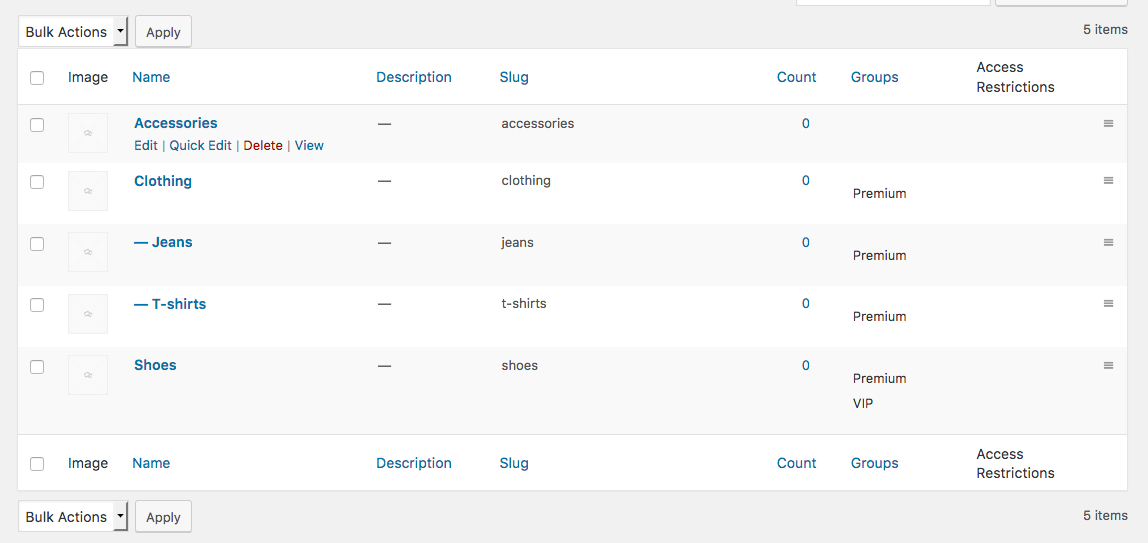 Bulk Actions Apply 5 items
Image Name Description Slug Count Groups Access Restrictions
Accessories — accessories 0
Edit | Quick Edit | Delete | View
Clothing — clothing 0
Premium
— Jeans — jeans 0
Premium
— T-shirts — t-shirts 0
Premium
Shoes — shoes 0
Premium
VIP
Image Name Description Slug Count Groups Access Restrictions
Bulk Actions Apply 5 items